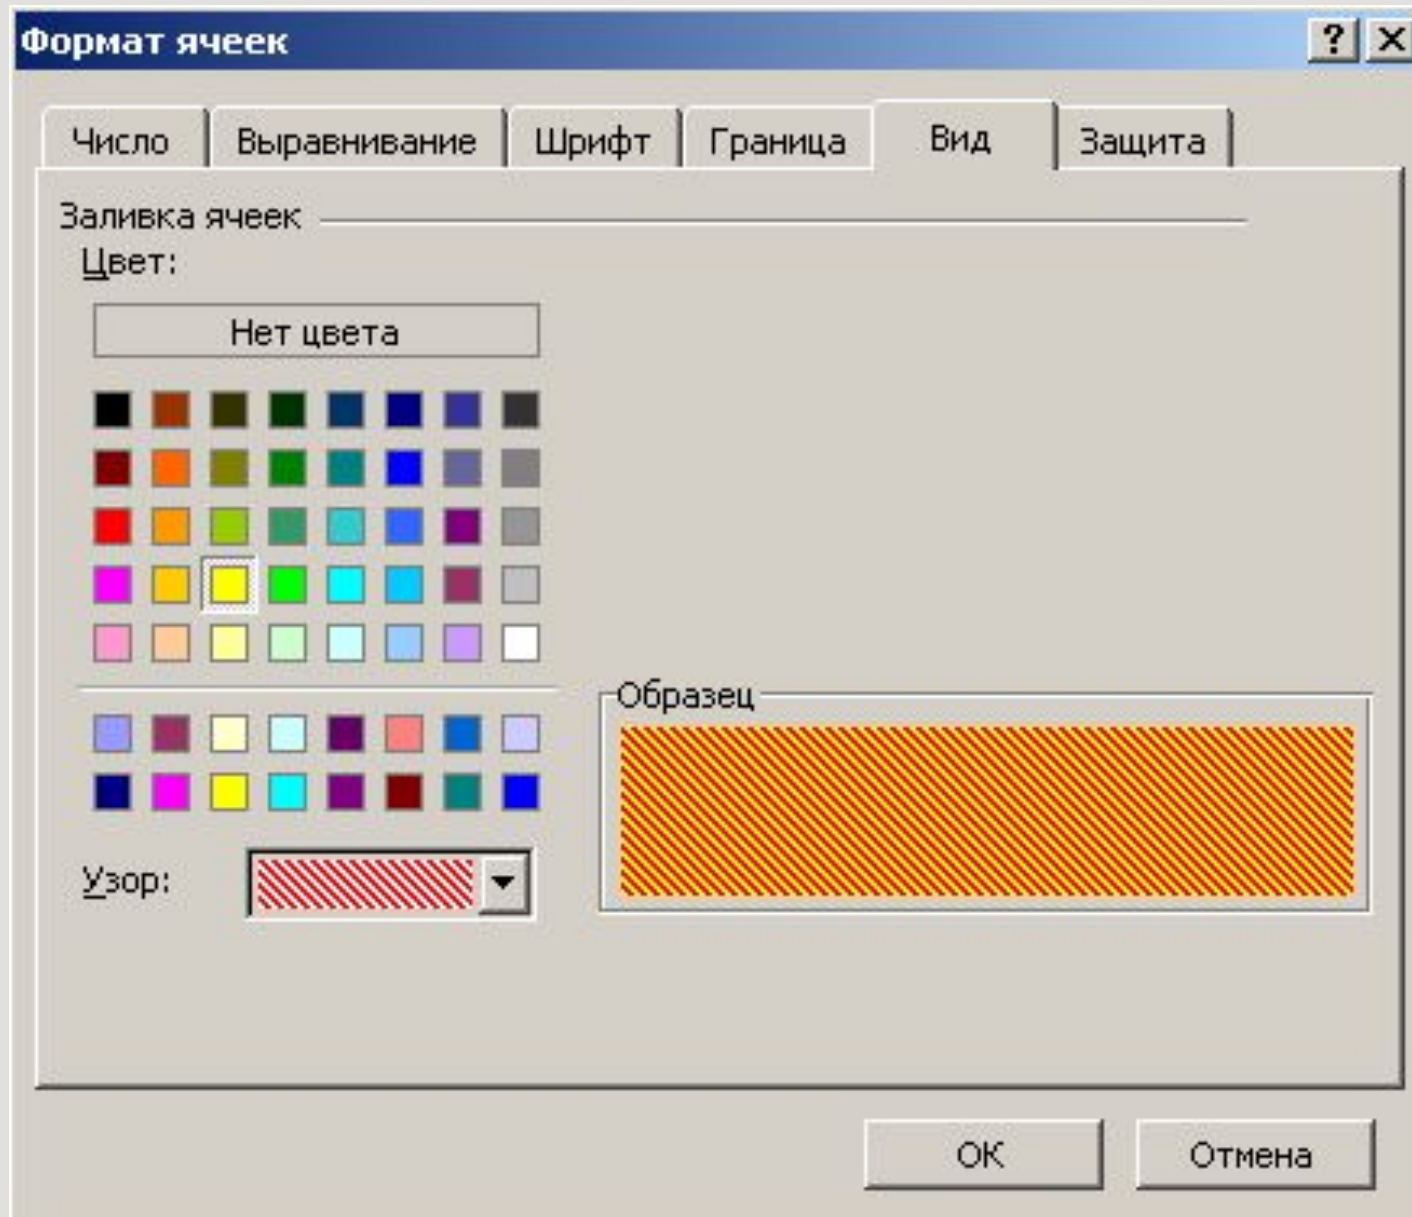 Формат ячеек
Число Выравнивание Шрифт Граница Вид Защита
Заливка ячеек
Цвет:
Нет цвета
Образец
Узор:
ОК Отмена